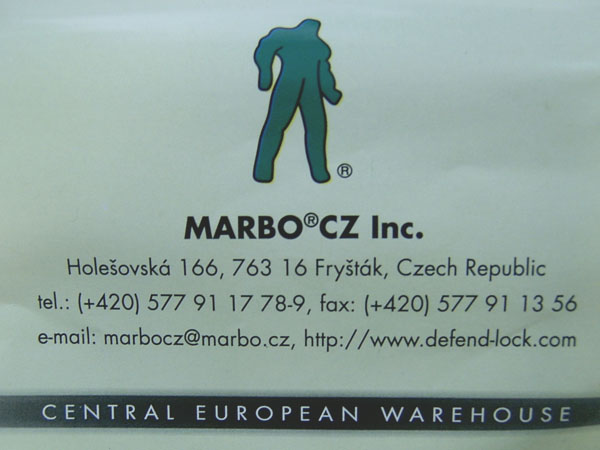 ®
MARBO®CZ Inc.
Holešovská 166, 763 16 Fryšták, Czech Republic
tel.: (+420) 577 91 17 78-9, fax: (+420) 577 91 13 56
e-mail: marbocz@marbo.cz, http://www.defend-lock.com
CENTRAL EUROPEAN WAREHOUSE